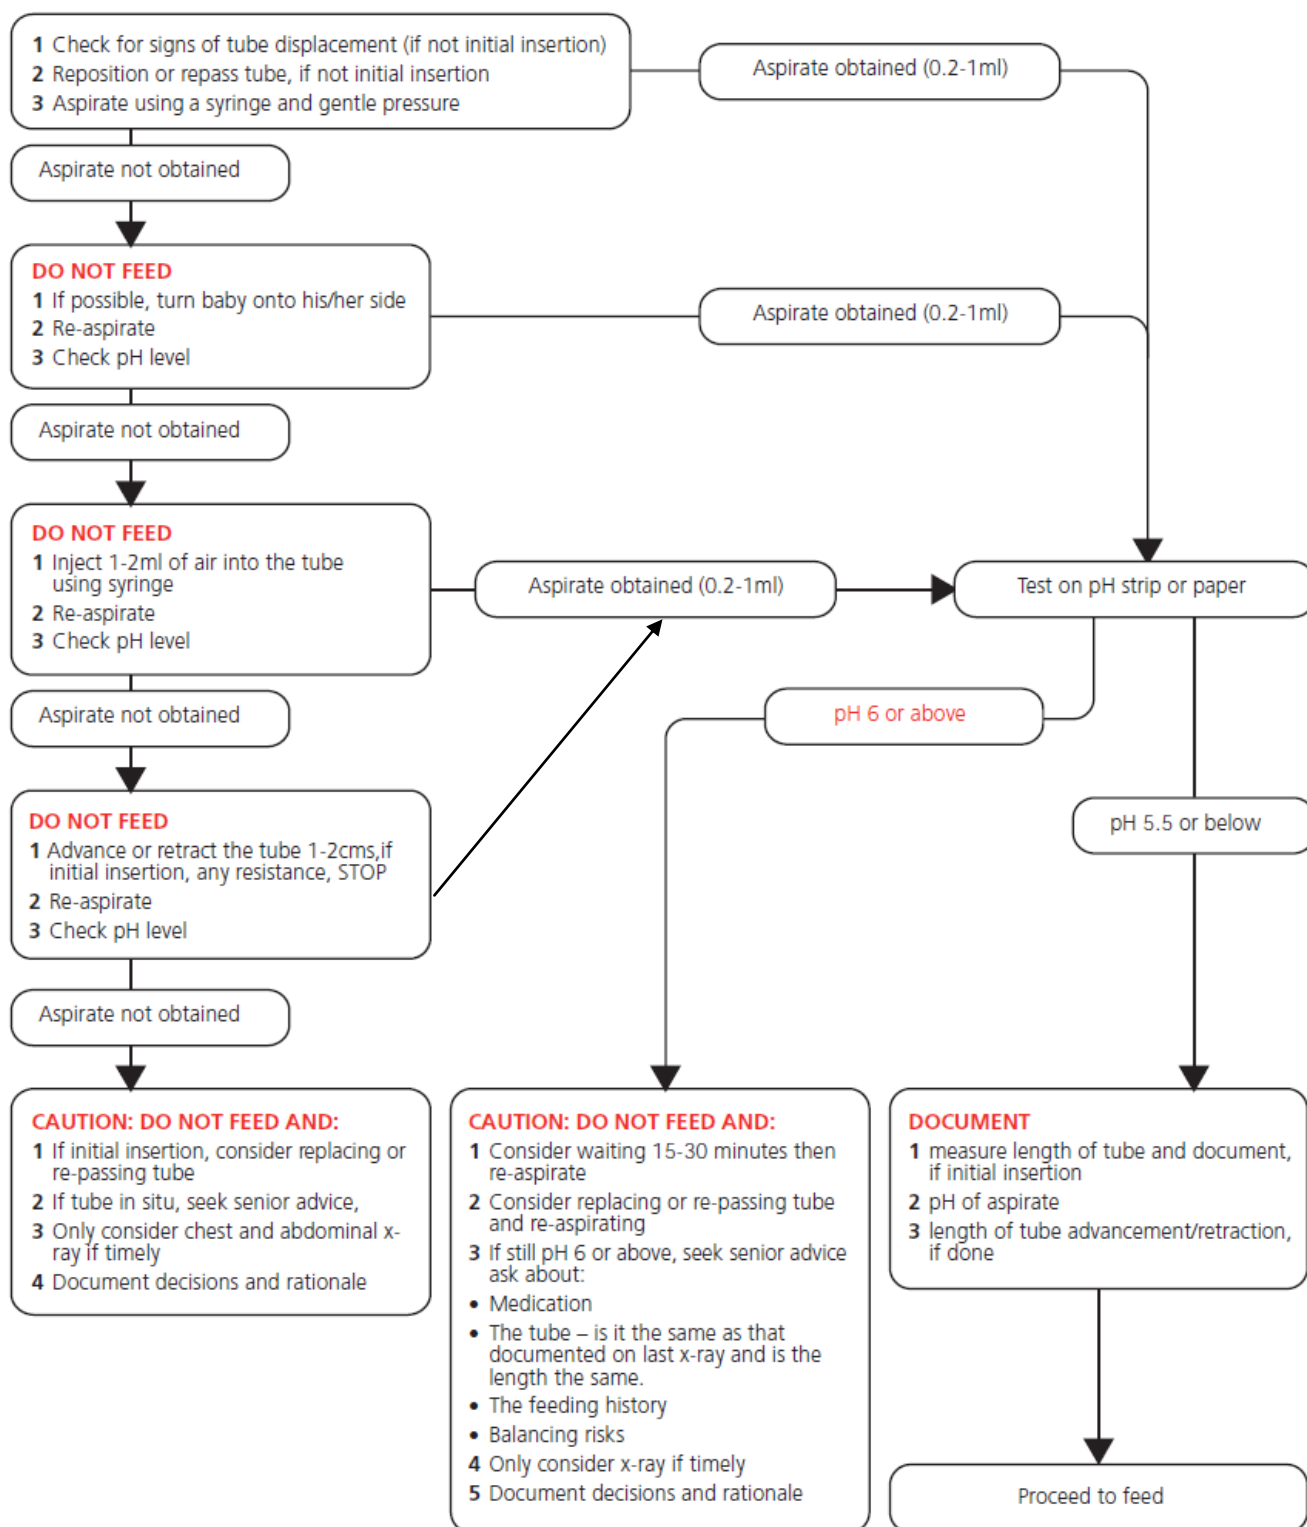 1 Check for signs of tube displacement (if not initial insertion)
2 Reposition or repass tube, if not initial insertion
3 Aspirate using a syringe and gentle pressure
Aspirate obtained (0.2-1ml)
Aspirate not obtained
DO NOT FEED
1 If possible, turn baby onto his/her side
2 Re-aspirate
3 Check pH level
Aspirate obtained (0.2-1ml)
Aspirate not obtained
DO NOT FEED
1 Inject 1-2ml of air into the tube
using syringe
2 Re-aspirate
3 Check pH level
Aspirate obtained (0.2-1ml)
Test on pH strip or paper
Aspirate not obtained
pH 6 or above
pH 5.5 or below
DO NOT FEED
1 Advance or retract the tube 1-2cms,if
initial insertion, any resistance, STOP
2 Re-aspirate
3 Check pH level
Aspirate not obtained
CAUTION: DO NOT FEED AND:
1 If initial insertion, consider replacing or
re-passing tube
2 If tube in situ, seek senior advice,
3 Only consider chest and abdominal x-
ray if timely
4 Document decisions and rationale
CAUTION: DO NOT FEED AND:
1 Consider waiting 15-30 minutes then
re-aspirate
2 Consider replacing or re-passing tube
and re-aspirating
3 If still pH 6 or above, seek senior advice
ask about:
• Medication
• The tube – is it the same as that
documented on last x-ray and is the
length the same.
• The feeding history
• Balancing risks
4 Only consider x-ray if timely
5 Document decisions and rationale
DOCUMENT
1 measure length of tube and document,
if initial insertion
2 pH of aspirate
3 length of tube advancement/retraction,
if done
Proceed to feed